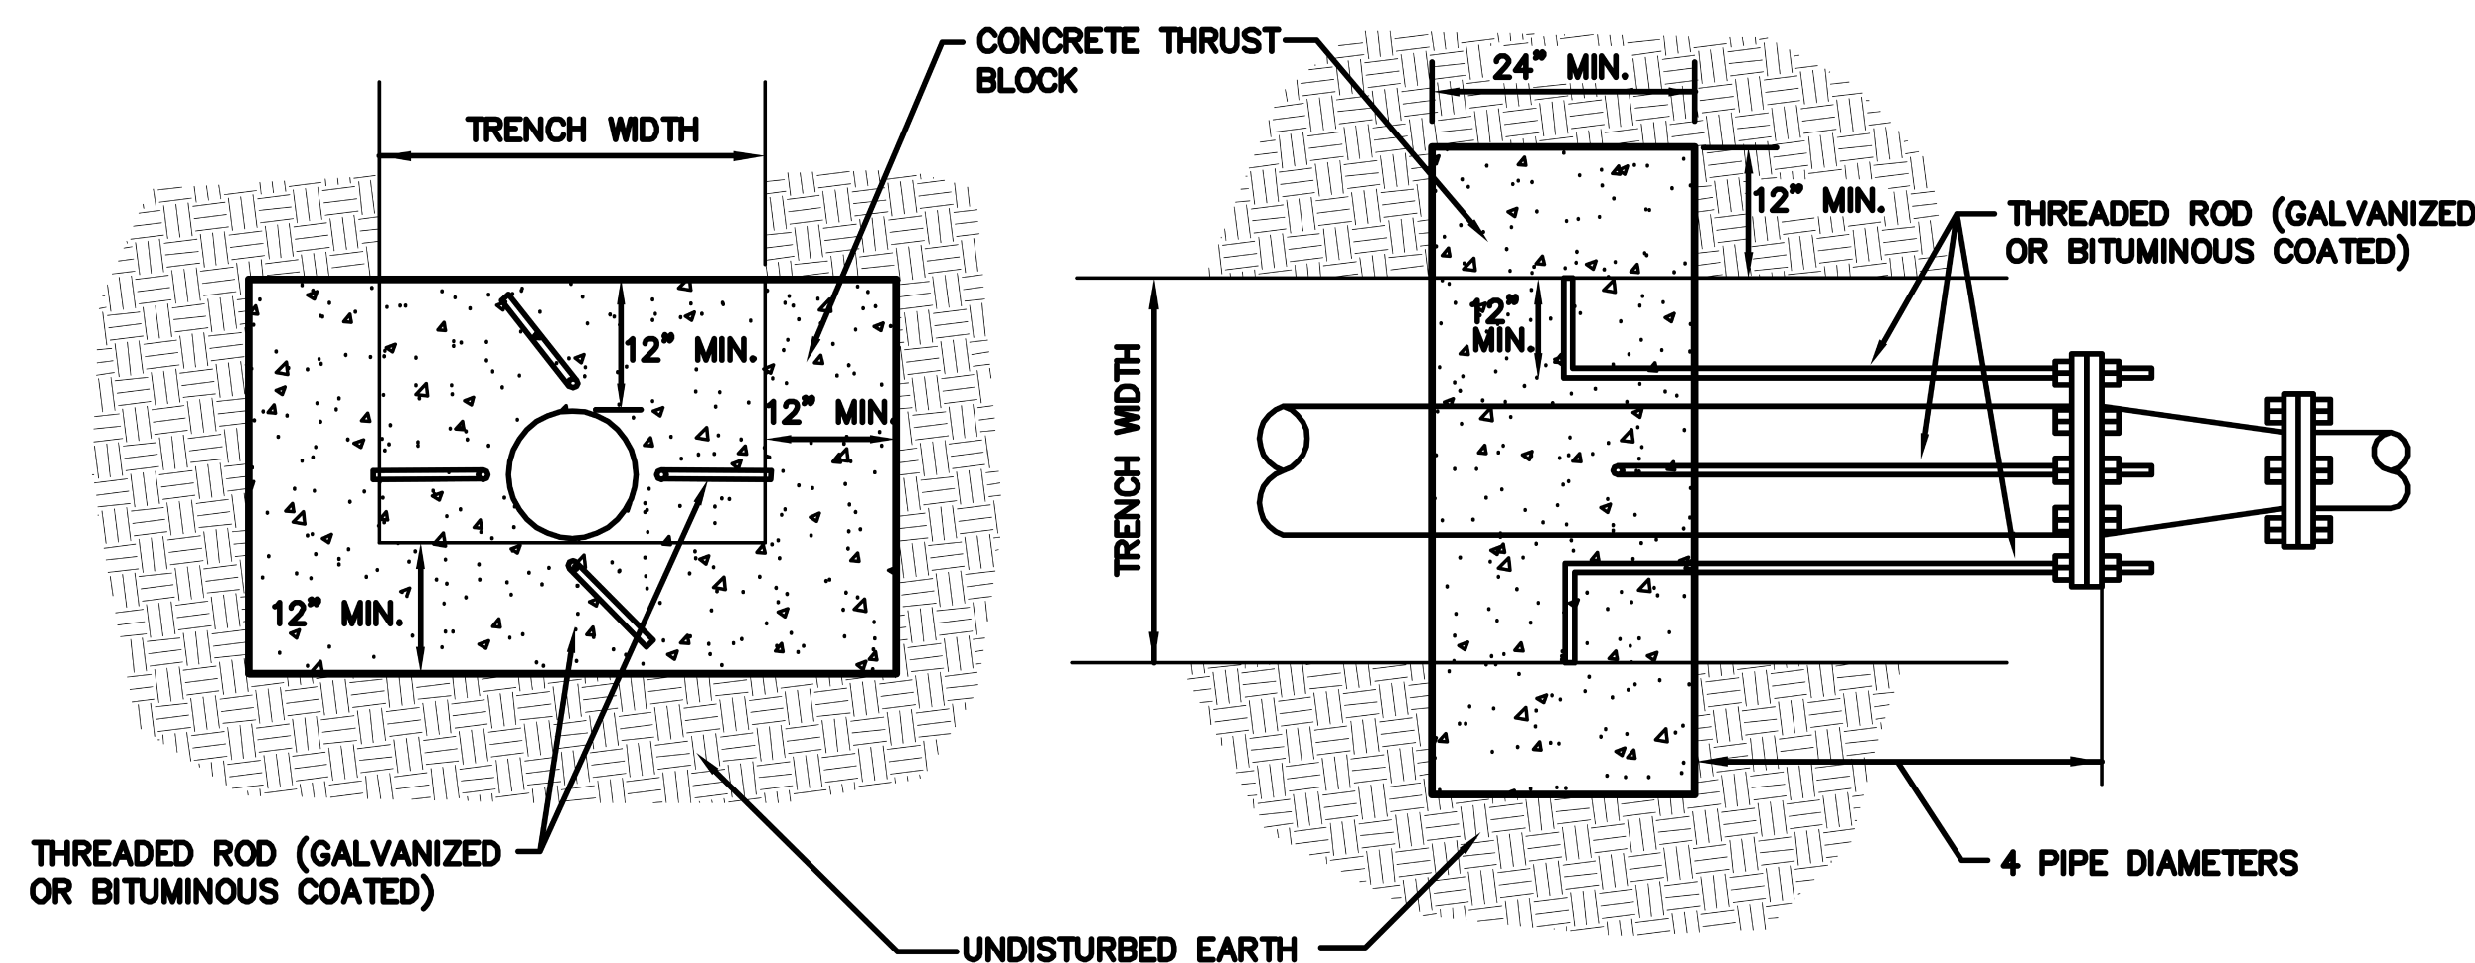 CONCRETE THRUST
BLOCK
TRENCH WIDTH
12" MIN.
12" MIN.
12" MIN.
THREADED ROD (GALVANIZED
OR BITUMINOUS COATED)
UNDISTURBED EARTH
24" MIN.
12" MIN.
THREADED ROD (GALVANIZED
OR BITUMINOUS COATED)
12"
MIN.
TRENCH WIDTH
4 PIPE DIAMETERS